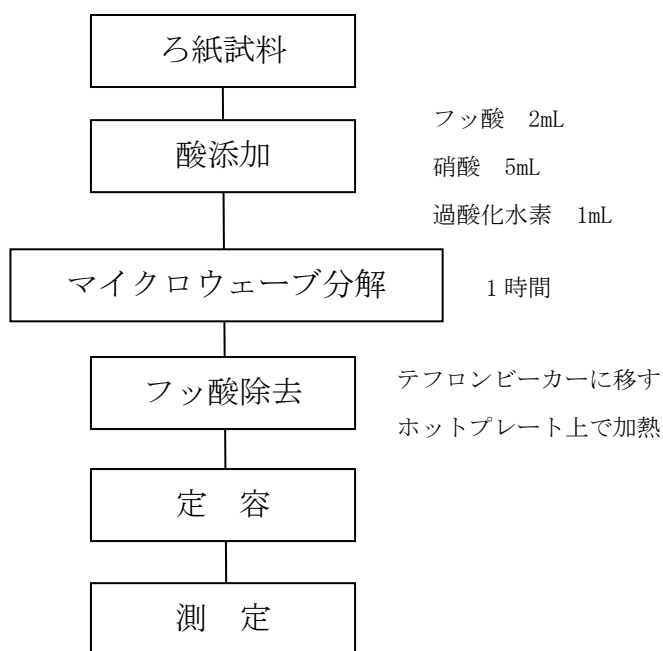 ろ紙試料
酸添加
フッ酸　2mL
硝酸　5mL
過酸化水素　1mL
マイクロウェーブ分解
1時間
フッ酸除去
テフロンビーカーに移す
ホットプレート上で加熱
定　容
測　定